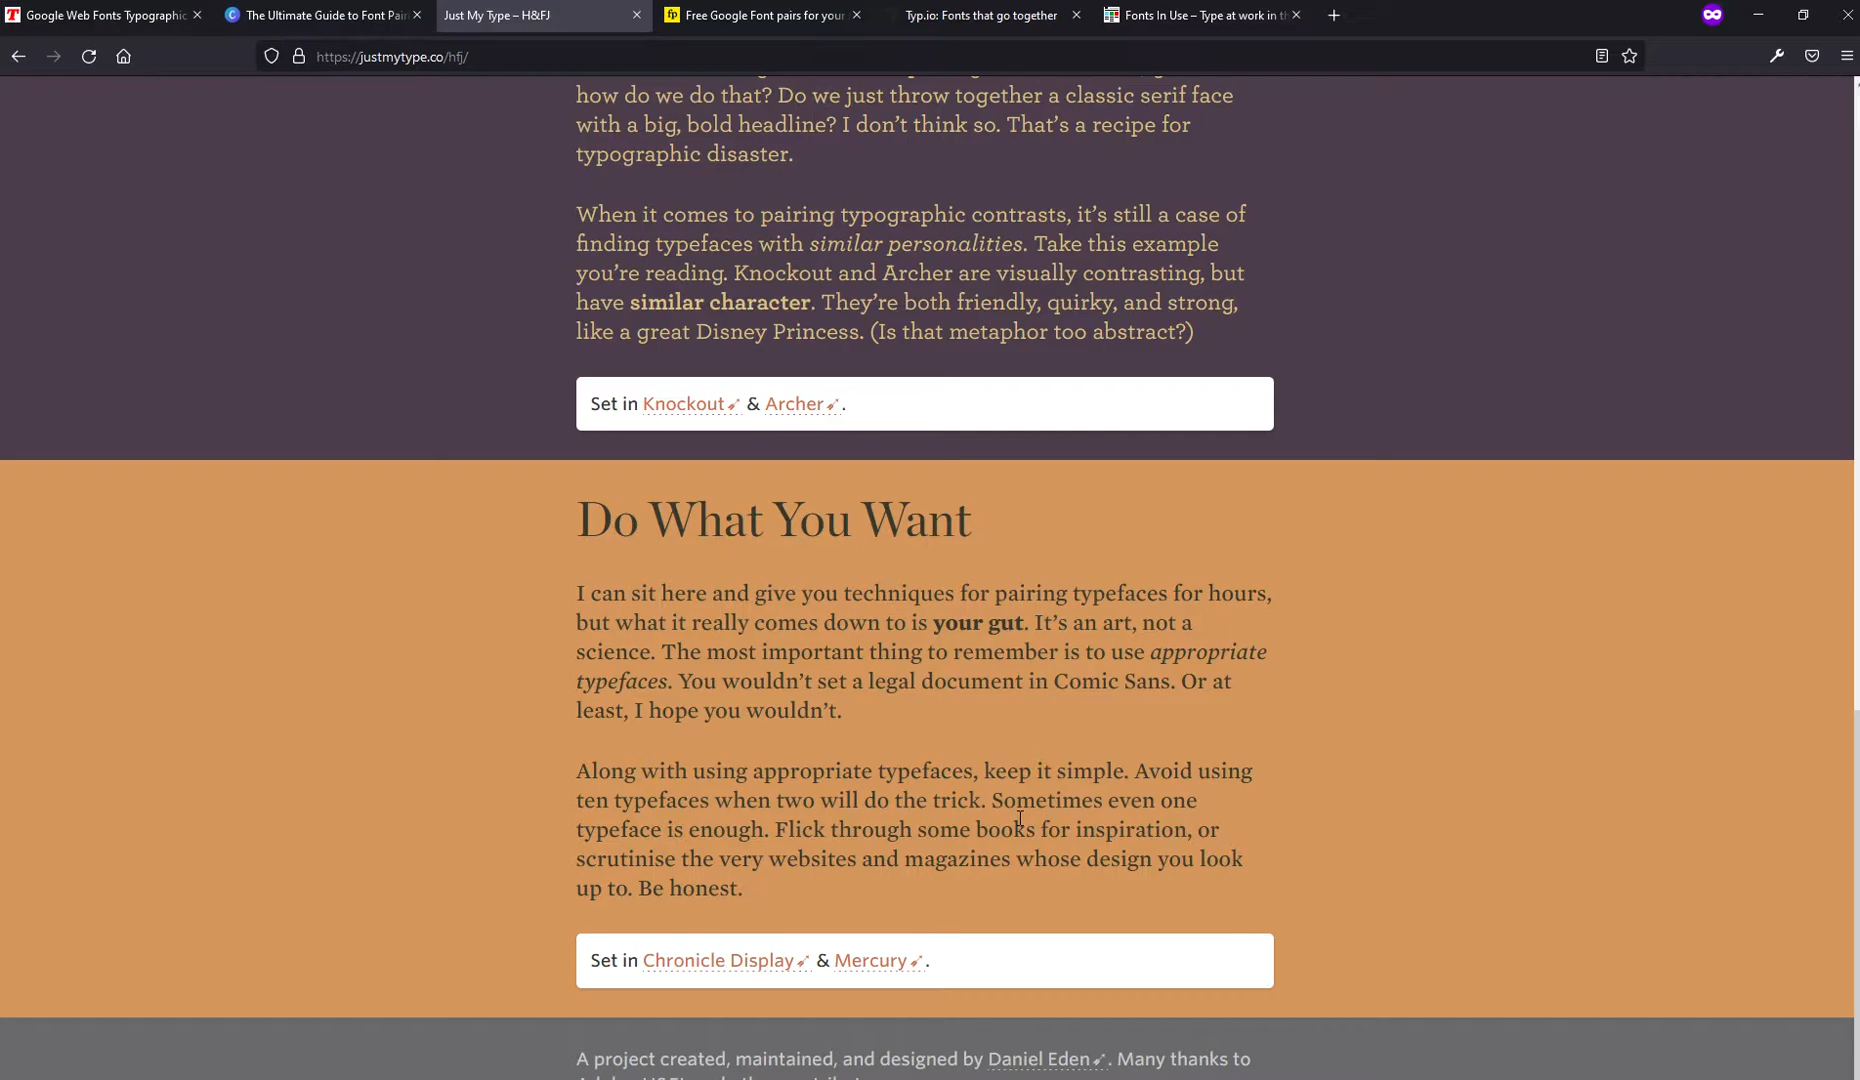 Google Web Fonts Typographic
The Ultimate Guide to Font Pair
Just My Type – H&FJ
Free Google Font pairs for your
Typ.io: Fonts that go together
Fonts In Use – Type at work in th
https://justmytype.co/hfj/
how do we do that? Do we just throw together a classic serif face
with a big, bold headline? I don’t think so. That’s a recipe for
typographic disaster.
When it comes to pairing typographic contrasts, it’s still a case of
finding typefaces with similar personalities. Take this example
you’re reading. Knockout and Archer are visually contrasting, but
have similar character. They’re both friendly, quirky, and strong,
like a great Disney Princess. (Is that metaphor too abstract?)
Set in Knockout & Archer.
Do What You Want
I can sit here and give you techniques for pairing typefaces for hours,
but what it really comes down to is your gut. It’s an art, not a
science. The most important thing to remember is to use appropriate
typefaces. You wouldn’t set a legal document in Comic Sans. Or at
least, I hope you wouldn’t.
Along with using appropriate typefaces, keep it simple. Avoid using
ten typefaces when two will do the trick. Sometimes even one
typeface is enough. Flick through some books for inspiration, or
scrutinise the very websites and magazines whose design you look
up to. Be honest.
Set in Chronicle Display & Mercury.
A project created, maintained, and designed by Daniel Eden. Many thanks to